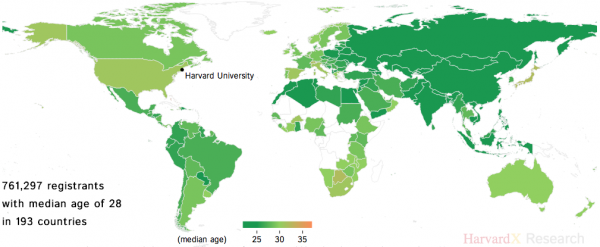 Harvard University
761,297 registrants
with median age of 28
in 193 countries
(median age)
25 30 35
HarvardX Research